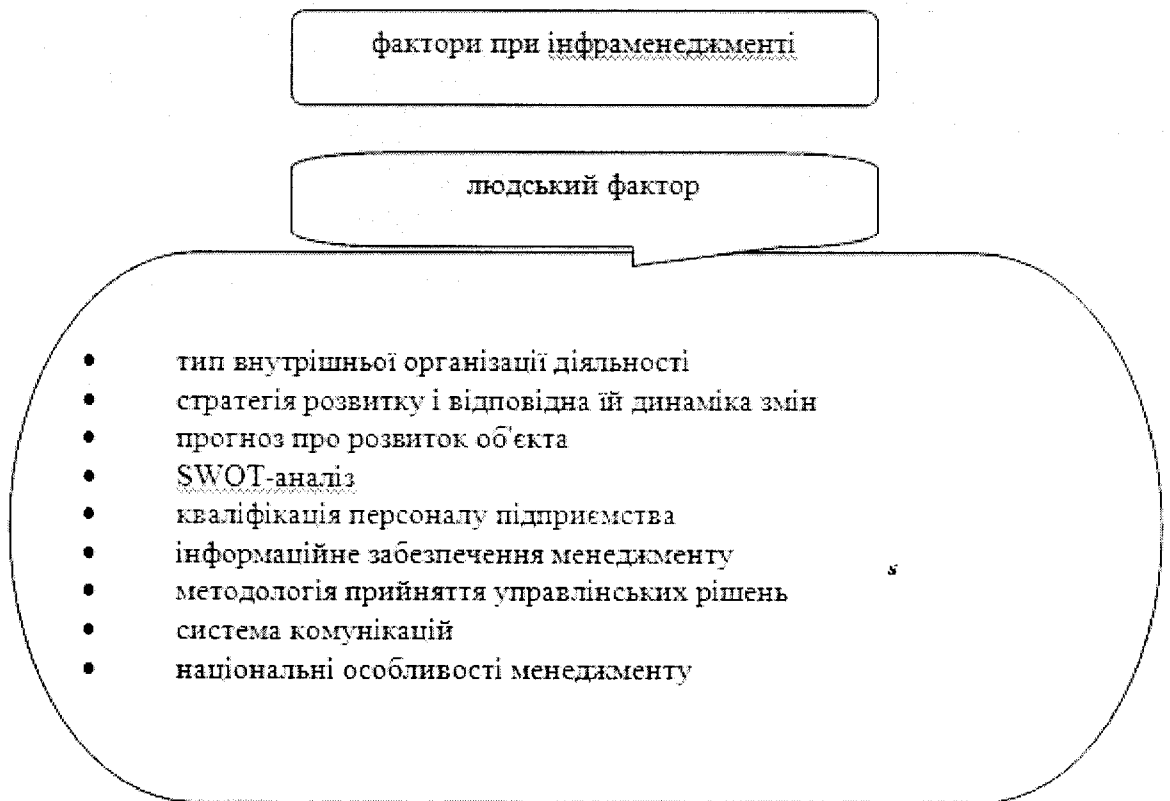 фактори при інфраменеджменті
людський фактор
• тип внутрішньої організації діяльності
• стратегія розвитку і відповідна їй динаміка змін
• прогноз про розвиток об'єкта
• SWOT-аналіз
• кваліфікація персоналу підприємства
• інформаційне забезпечення менеджменту
• методологія прийняття управлінських рішень
• система комунікацій
• національні особливості менеджменту